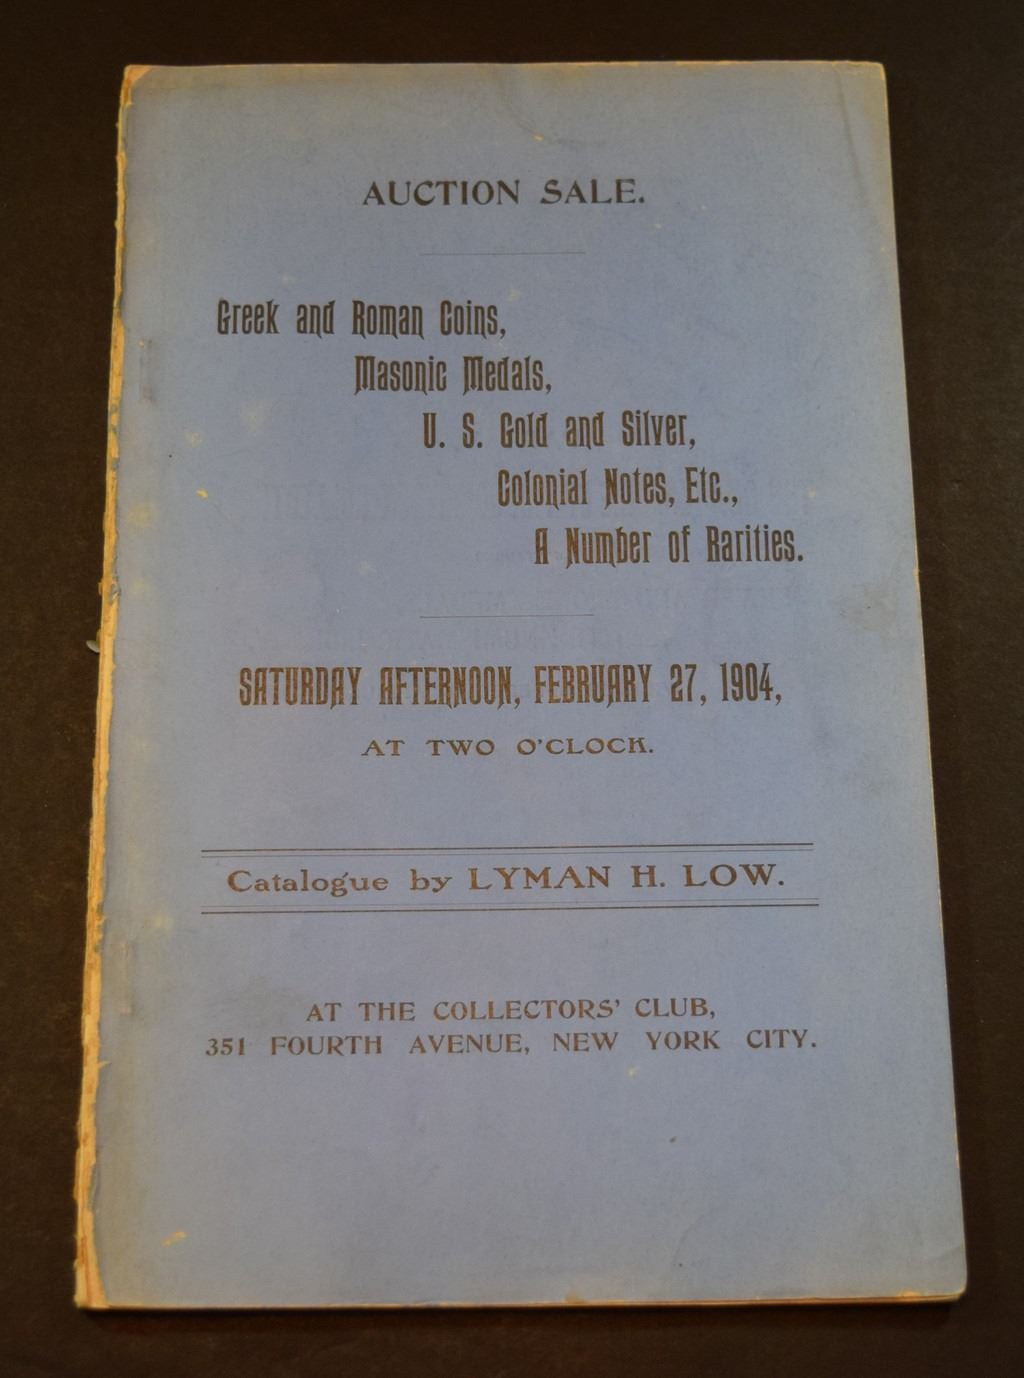 AUCTION SALE.
Greek and Roman Coins,
Masonic Medals,
U. S. Gold and Silver,
Colonial Notes, Etc.,
A Number of Rarities.
SATURDAY AFTERNOON, FEBRUARY 27, 1904,
AT TWO O'CLOCK.
Catalogue by LYMAN H. LOW.
AT THE COLLECTORS' CLUB,
351 FOURTH AVENUE, NEW YORK CITY.